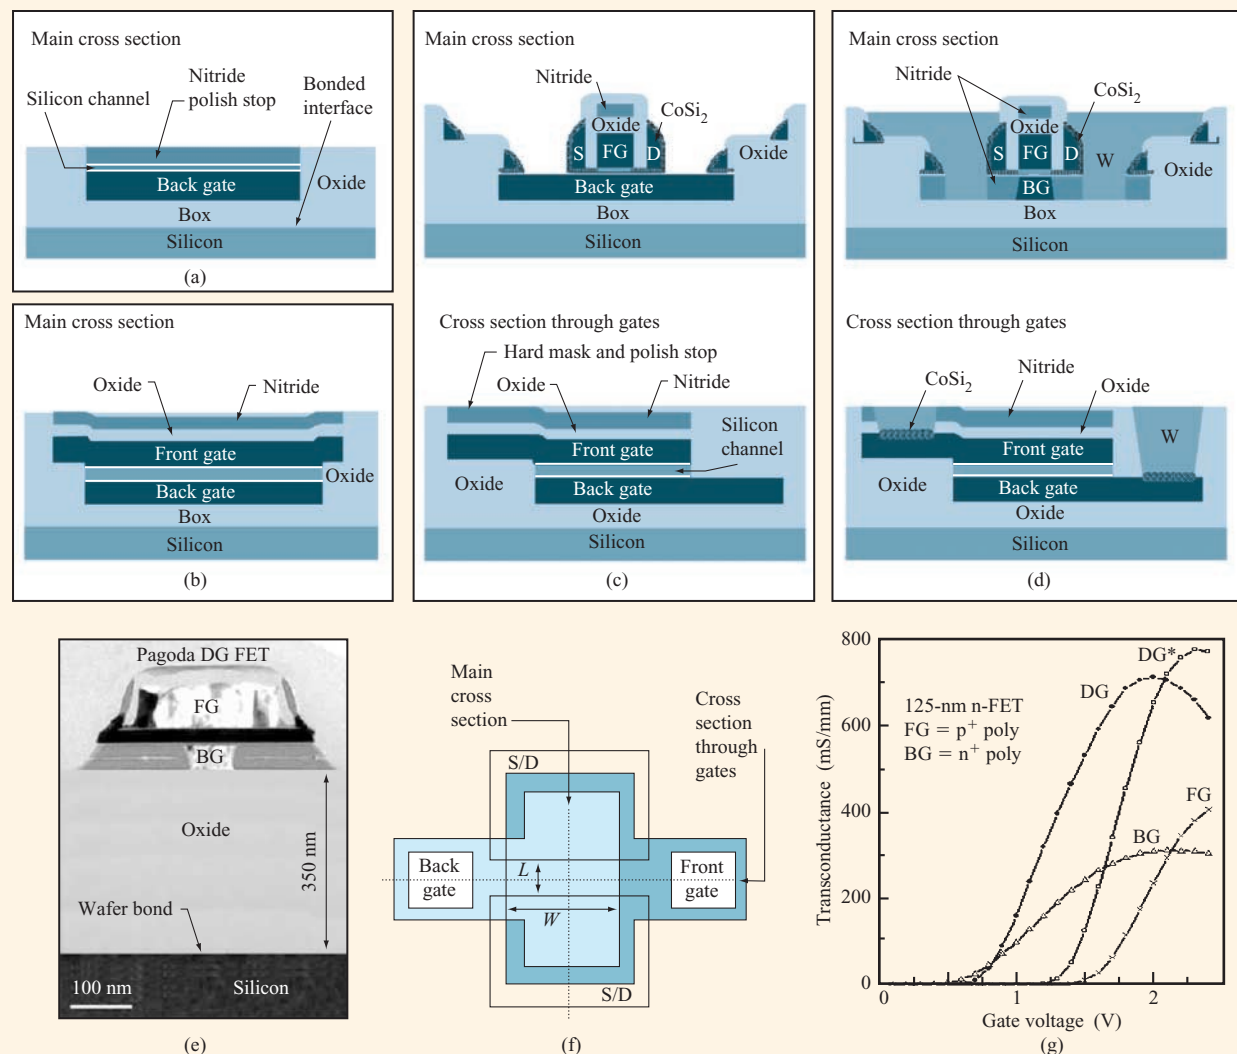 Main cross section
Nitride
polish stop
Silicon channel
Bonded
interface
Oxide
Back gate
Box
Silicon
(a)
Main cross section
Oxide
Nitride
Front gate
Oxide
Back gate
Box
Silicon
(b)
Main cross section
Nitride
CoSi2
Oxide
S
FG
D
Oxide
Back gate
Box
Silicon
Cross section through gates
Hard mask and polish stop
Oxide
Nitride
Silicon
channel
Front gate
Oxide
Back gate
Oxide
Silicon
(c)
Main cross section
Nitride
CoSi2
Oxide
S
FG
D
W
Oxide
BG
Box
Silicon
Cross section through gates
CoSi2
Nitride
Oxide
W
Front gate
Oxide
Back gate
Oxide
Silicon
(d)
Pagoda DG FET
FG
BG
Oxide
350 nm
Wafer bond
100 nm
Silicon
(e)
Main
cross
section
Cross
section
through
gates
S/D
Back
gate
L
Front
gate
W
S/D
(f)
800
600
400
200
0
0
1
2
Transconductance (mS/mm)
Gate voltage (V)
125-nm n-FET
FG = p+ poly
BG = n+ poly
DG
DG*
FG
BG
(g)